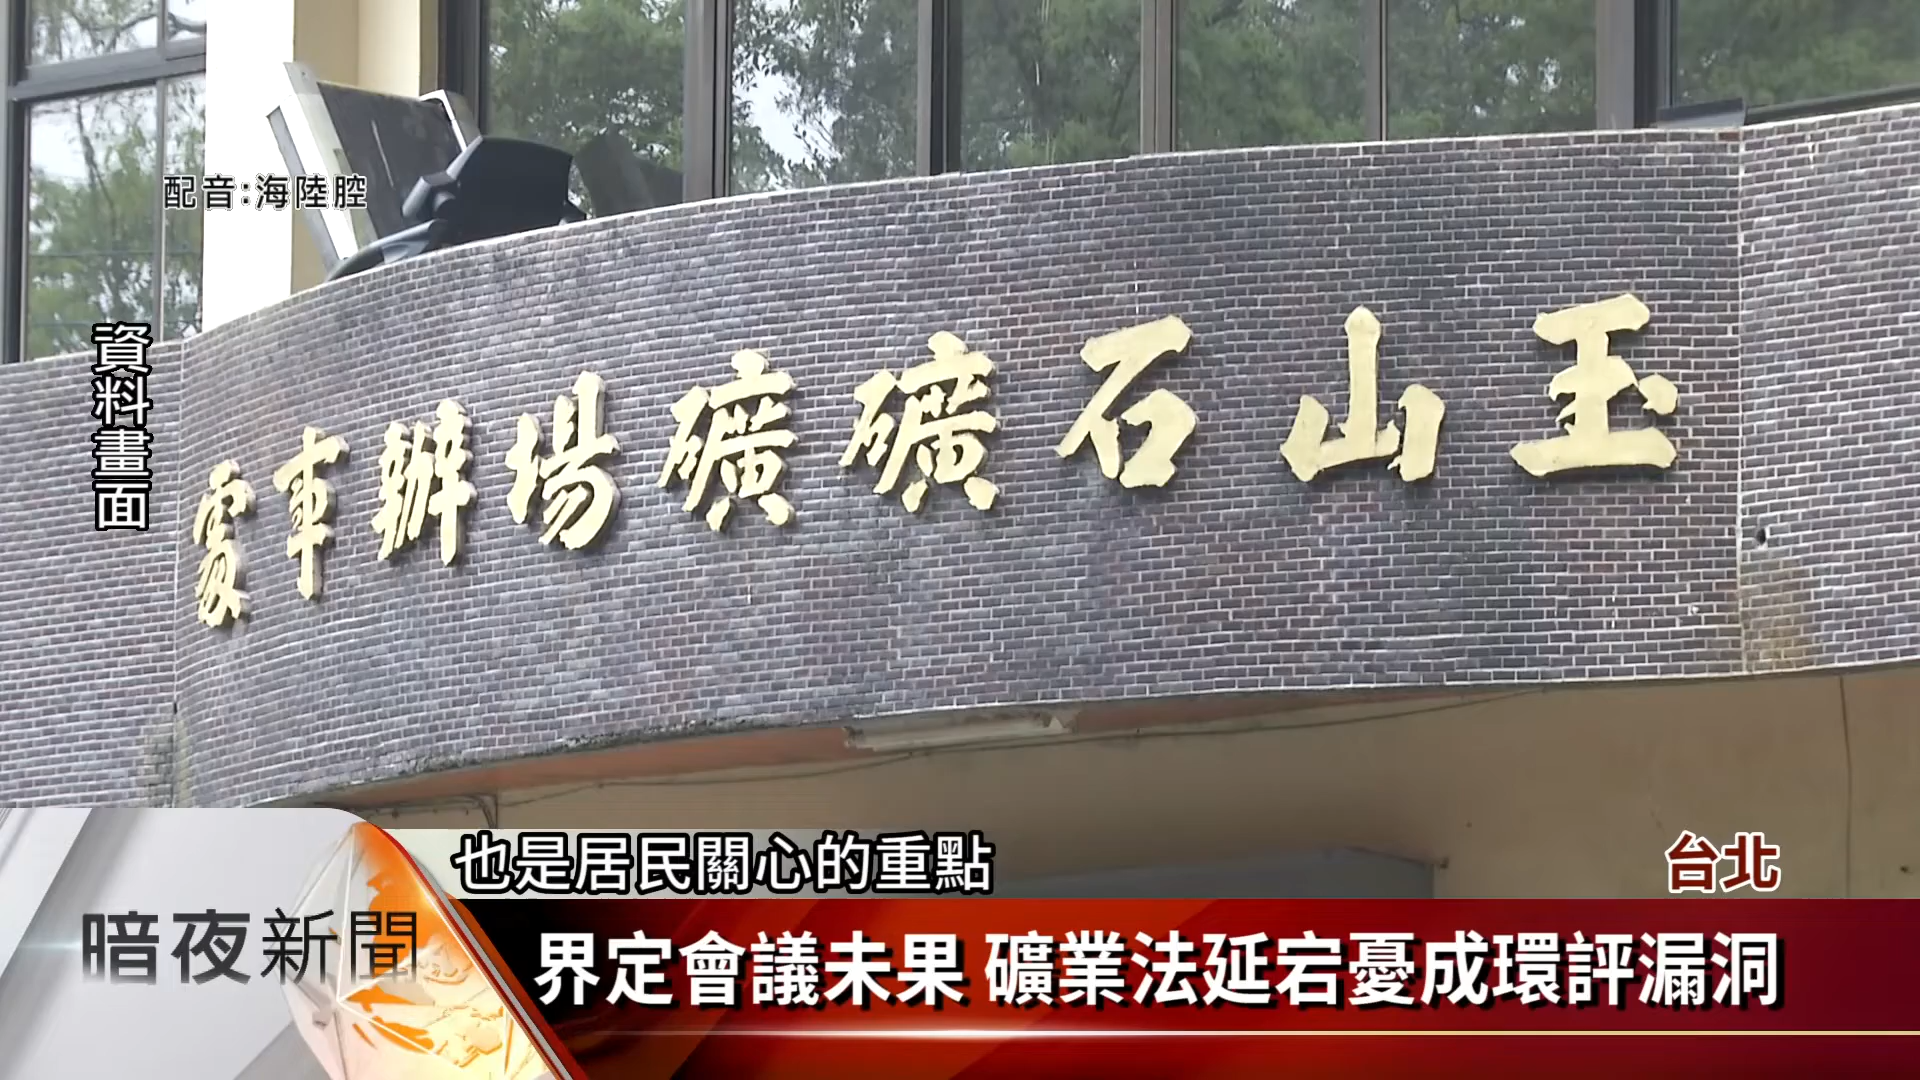 配音:海陸腔
資料畫面
玉山石礦礦場辦事處
也是居民關心的重點
台北
暗夜新聞
界定會議未果 礦業法延宕憂成環評漏洞